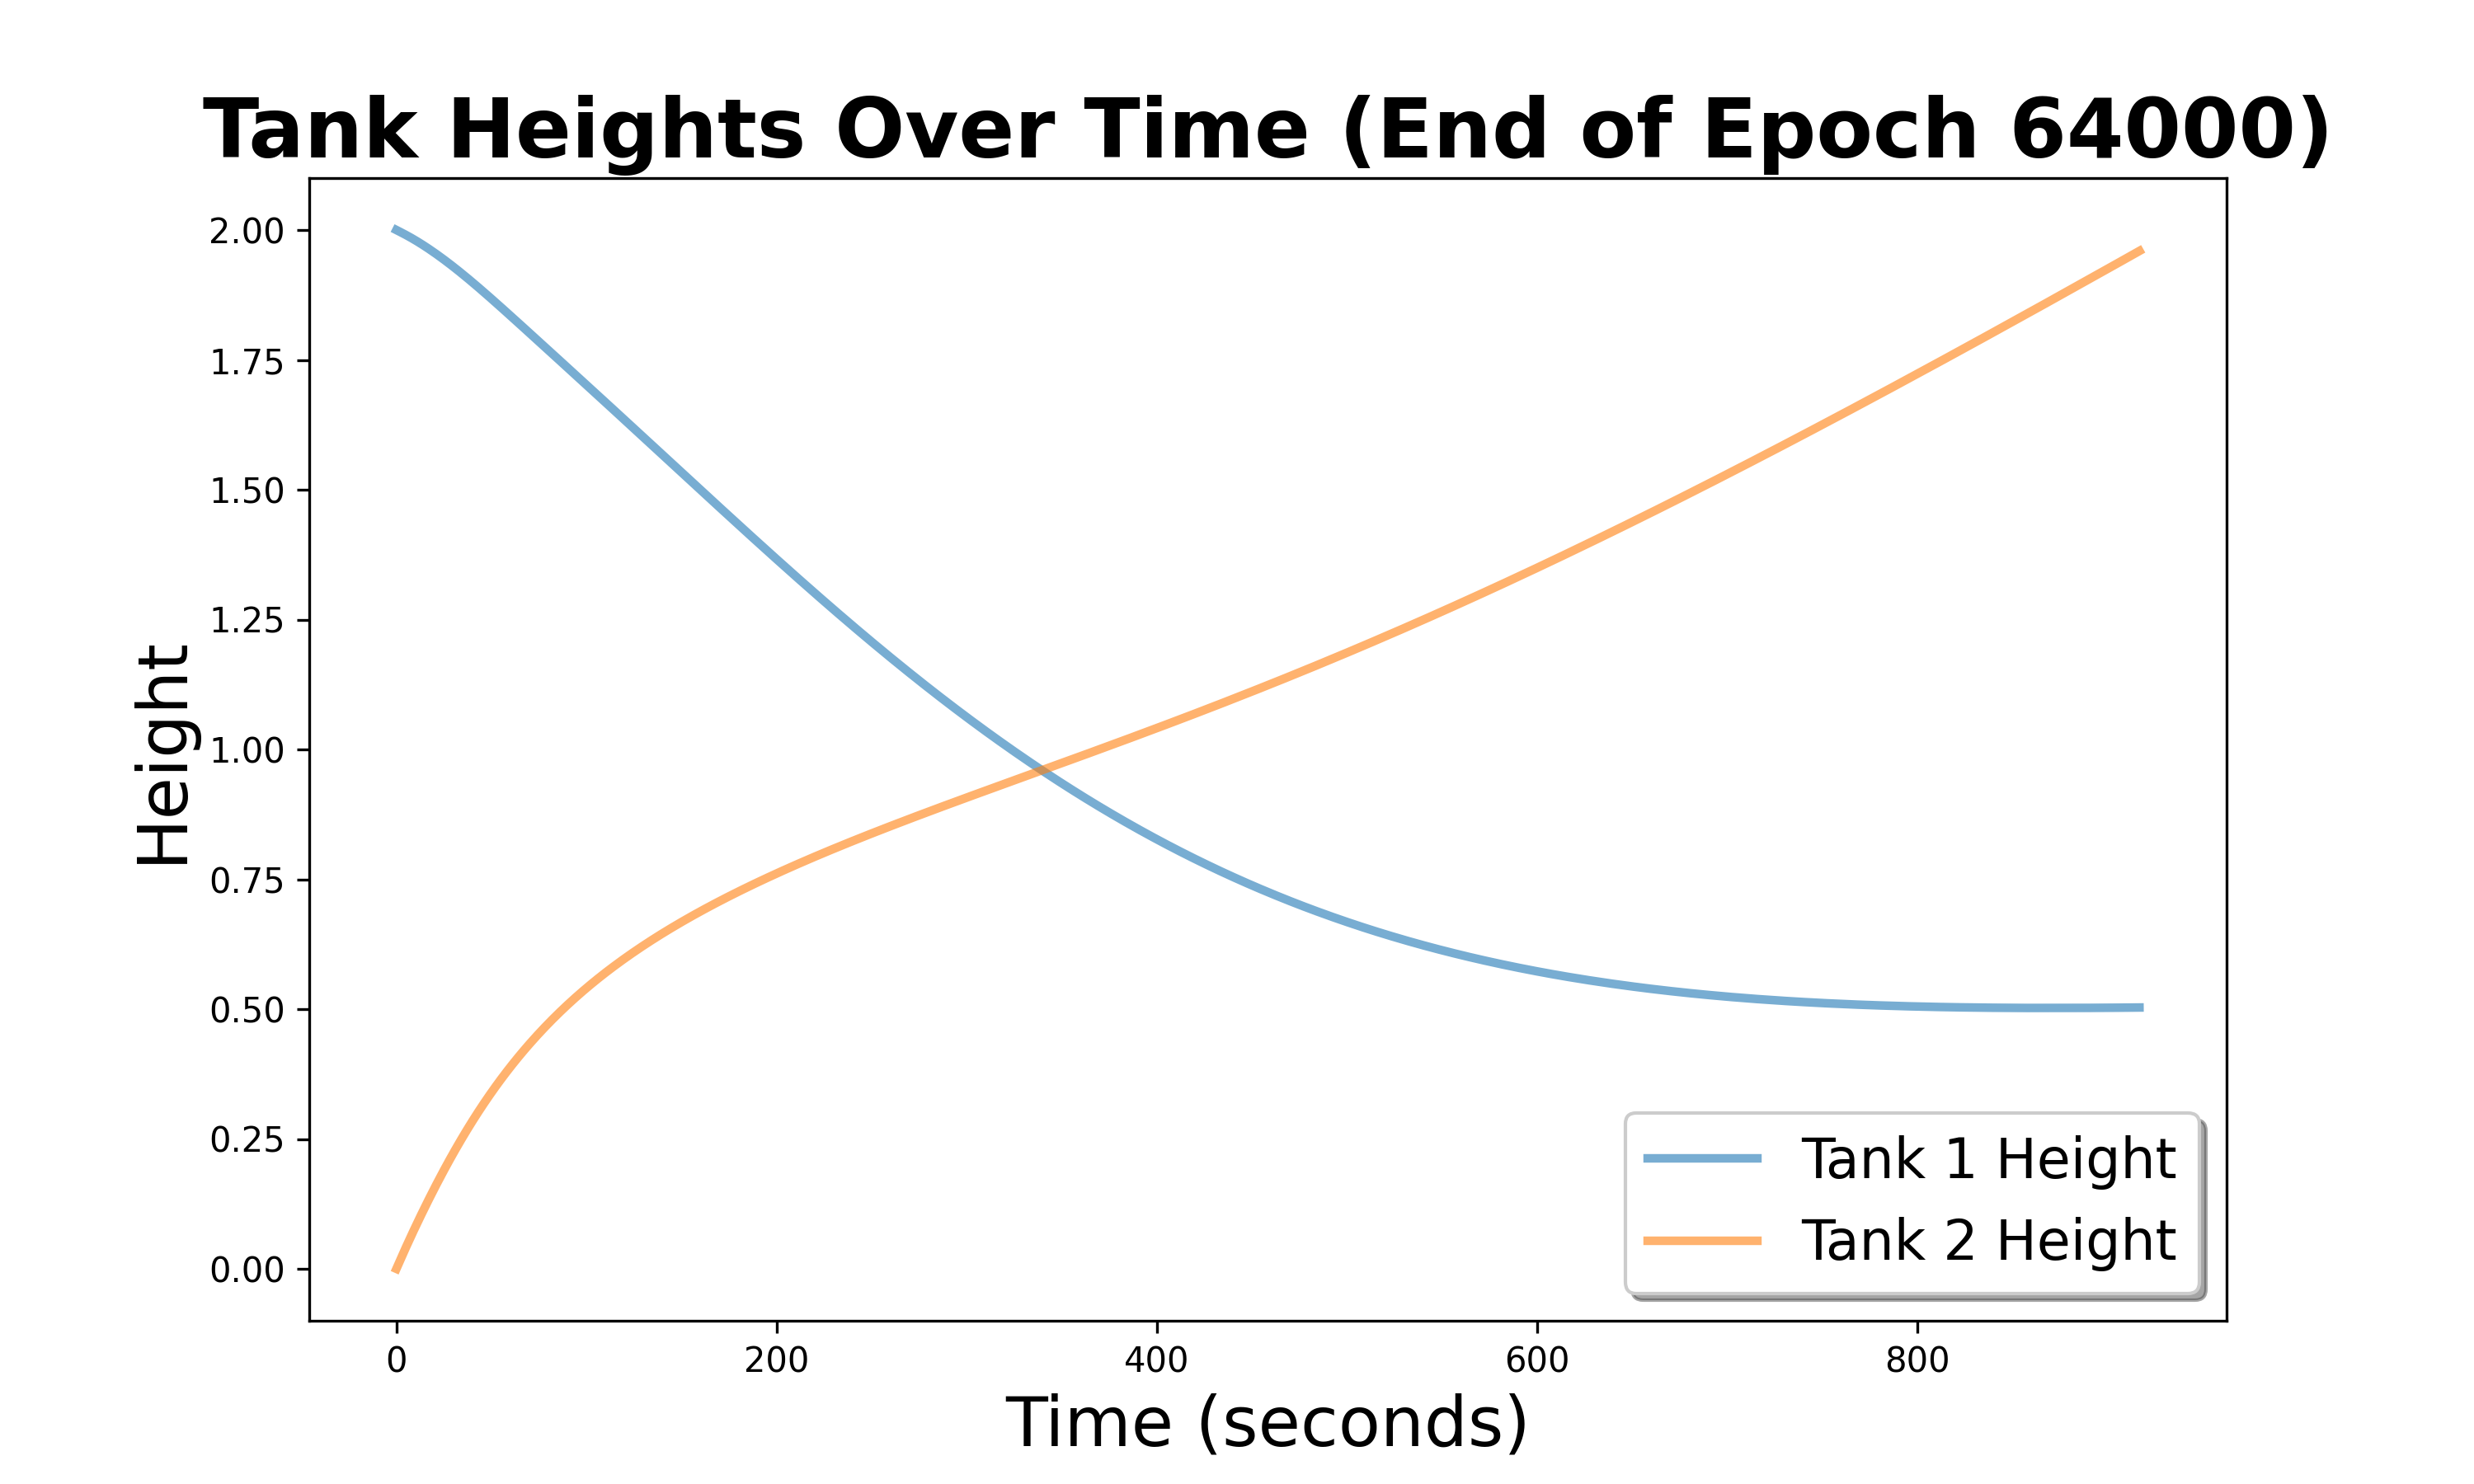 Tank Heights Over Time (End of Epoch 64000)
2.00
1.75
1.50
1.25
1.00
0.75
0.50
0.25
0.00
Height
Tank 1 Height
Tank 2 Height
0 200 400 600 800
Time (seconds)